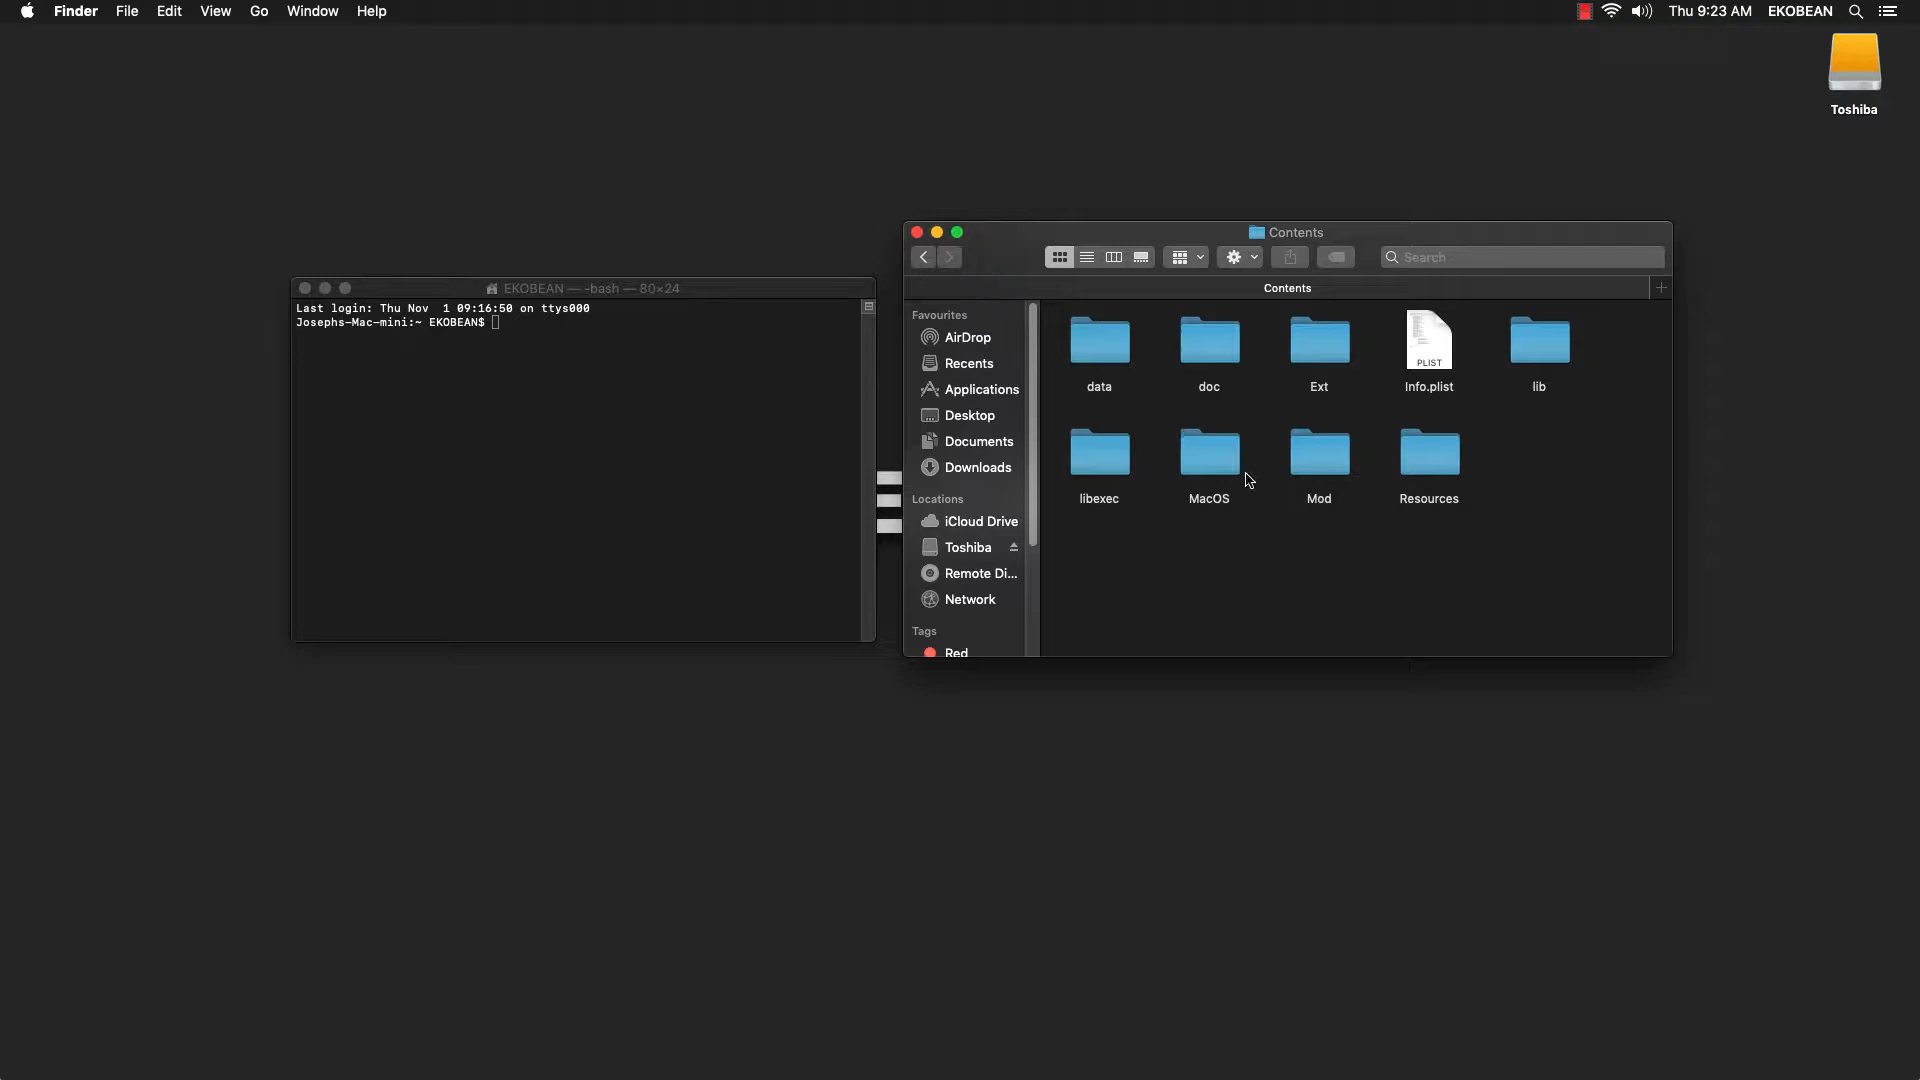 Finder File Edit View Go Window Help
Thu 9:23 AM EKOBEAN
Toshiba
EKOBEAN — -bash — 80×24
Last login: Thu Nov  1 09:16:50 on ttys000
Josephs-Mac-mini:~ EKOBEAN$
Contents
Search
Contents
Favourites
AirDrop
Recents
Applications
Desktop
Documents
Downloads
Locations
iCloud Drive
Toshiba
Remote Di...
Network
Tags
Red
data doc Ext Info.plist lib
PLIST
libexec MacOS Mod Resources